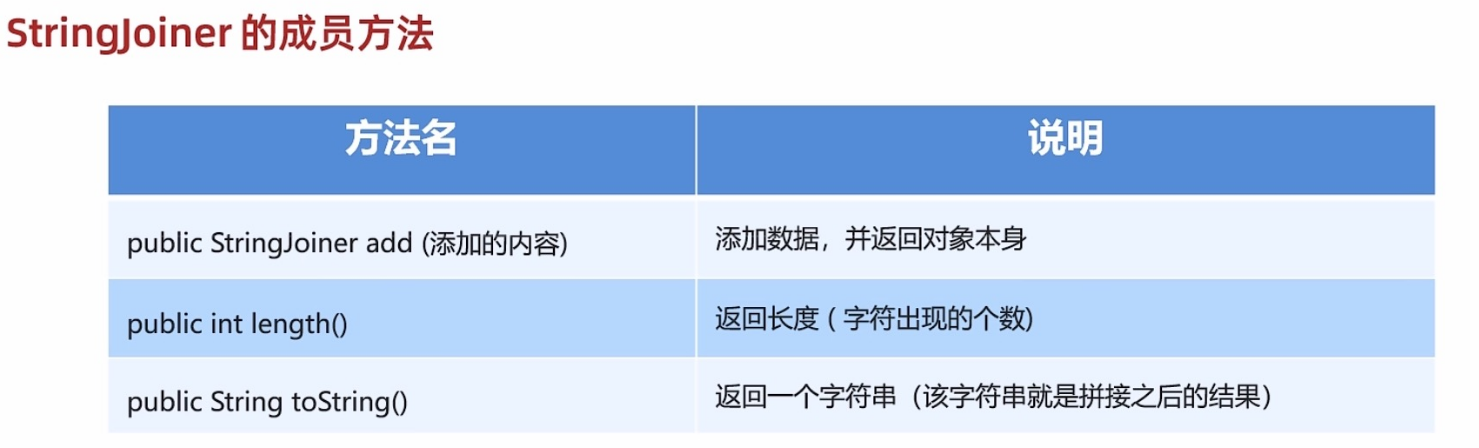 StringJoiner 的成员方法
方法名 说明
public StringJoiner add (添加的内容) 添加数据，并返回对象本身
public int length() 返回长度 ( 字符出现的个数)
public String toString() 返回一个字符串（该字符串就是拼接之后的结果）